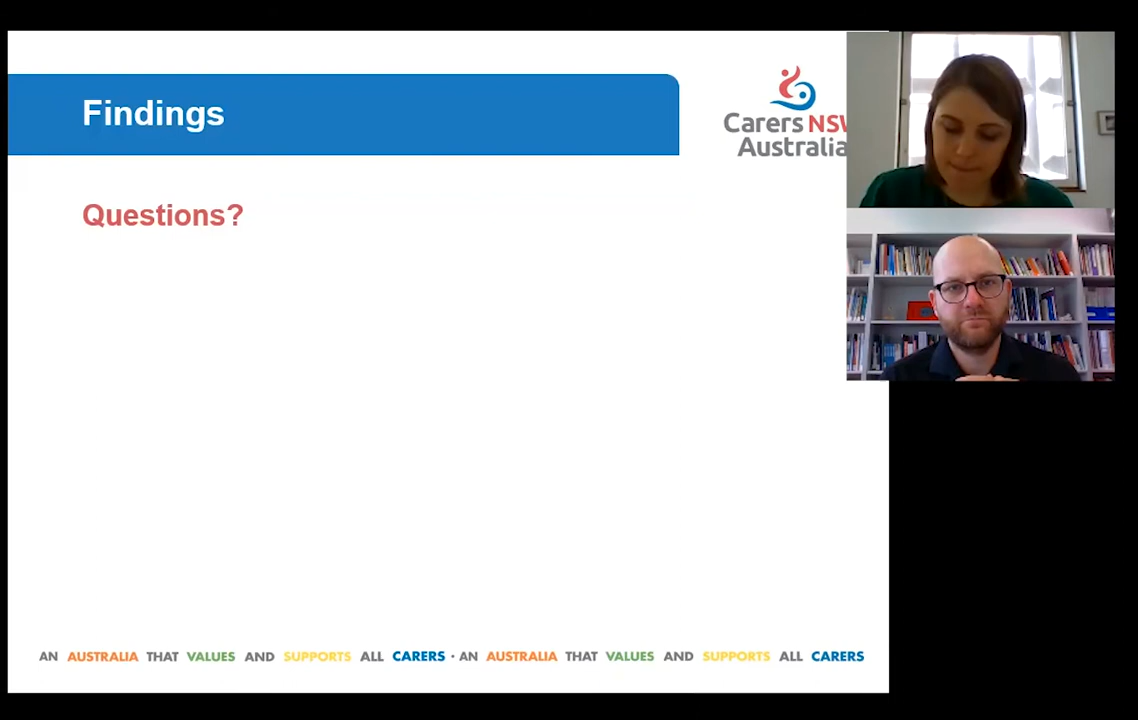 Findings
Carers NSW
Australia
Questions?
AN AUSTRALIA THAT VALUES AND SUPPORTS ALL CARERS · AN AUSTRALIA THAT VALUES AND SUPPORTS ALL CARERS